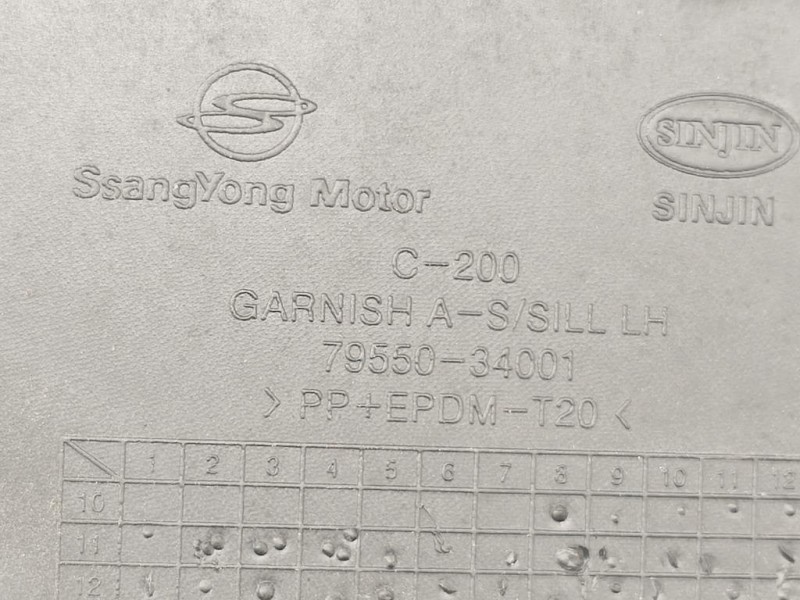 SsangYong Motor
SINJIN
SINJIN
C-200
GARNISH A-S/SILL LH
79550-34001
> PP+EPDM-T20 <
1 2 3 4 5 6 7 8 9 10 11 12
10
11
12